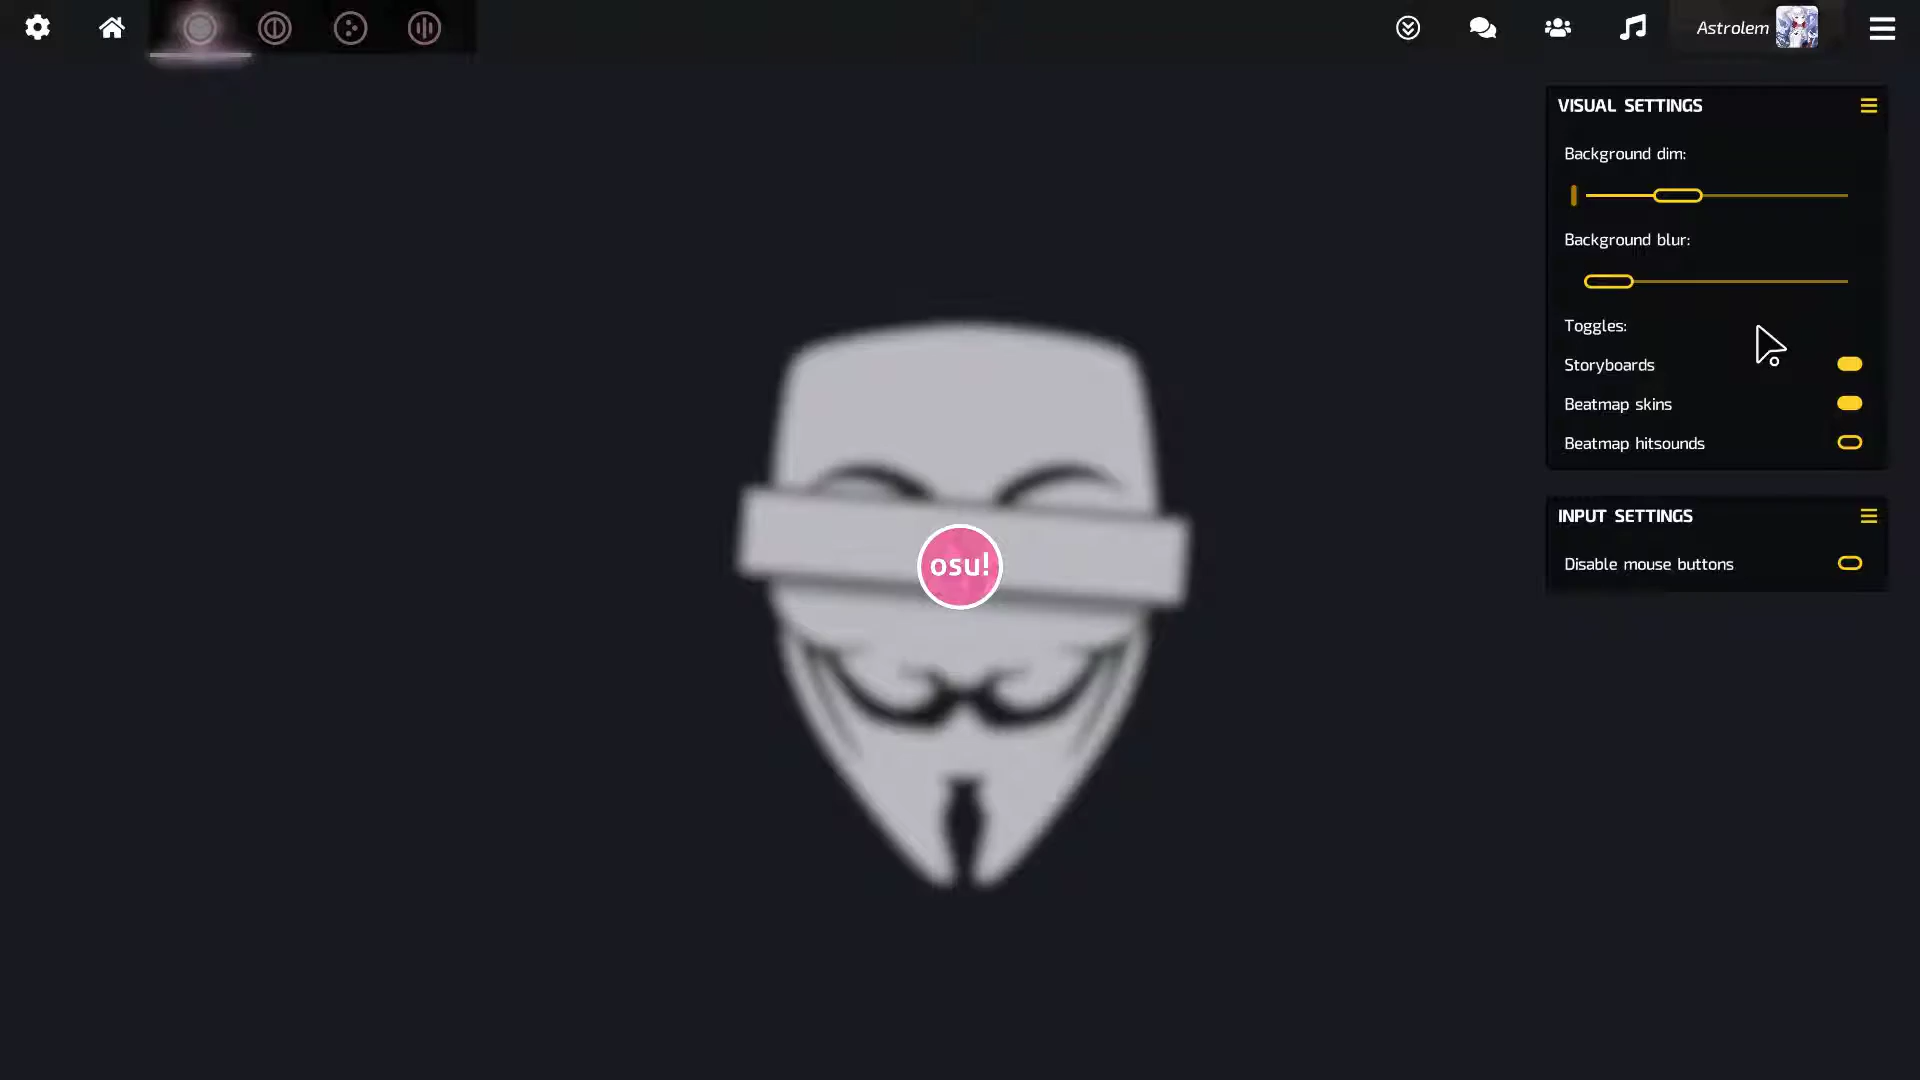 Astrolem
VISUAL SETTINGS
Background dim:
Background blur:
Toggles:
Storyboards
Beatmap skins
Beatmap hitsounds
INPUT SETTINGS
Disable mouse buttons
osu!